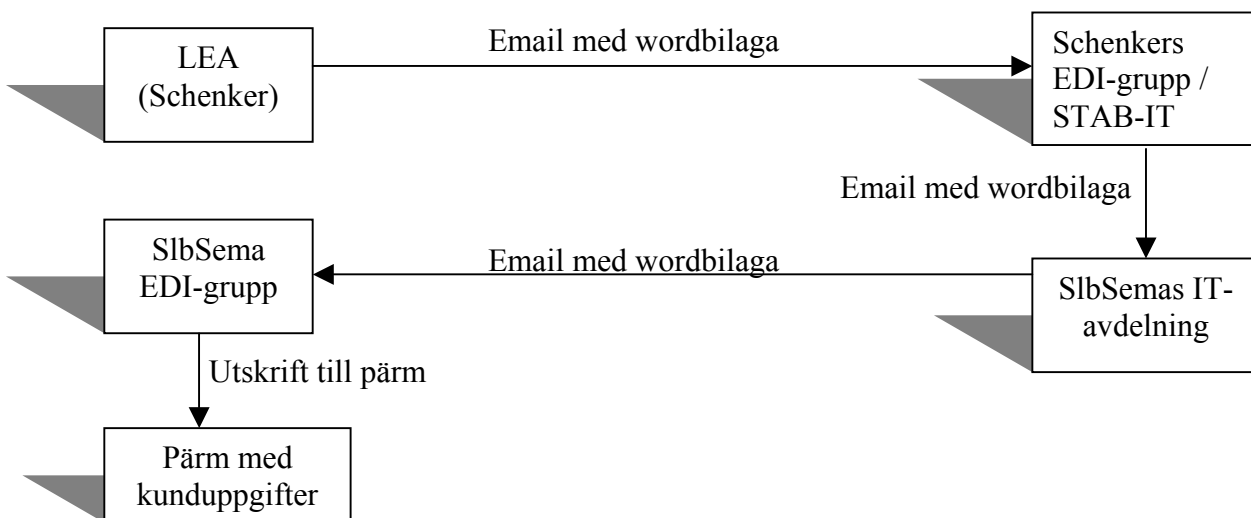 LEA
(Schenker)
Email med wordbilaga
Schenkers
EDI-grupp /
STAB-IT
Email med wordbilaga
SlbSema
EDI-grupp
Email med wordbilaga
SlbSemas IT-
avdelning
Utskrift till pärm
Pärm med
kunduppgifter